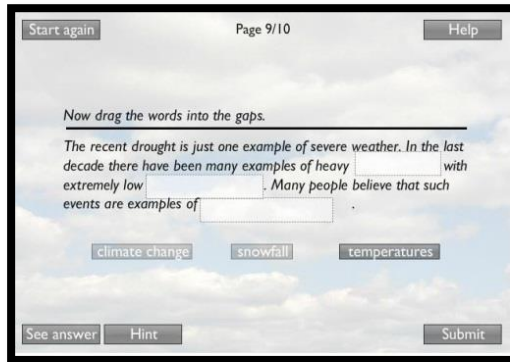 Start again Page 9/10 Help
Now drag the words into the gaps.
The recent drought is just one example of severe weather. In the last
decade there have been many examples of heavy with
extremely low . Many people believe that such
events are examples of .
climate change snowfall temperatures
See answer Hint Submit